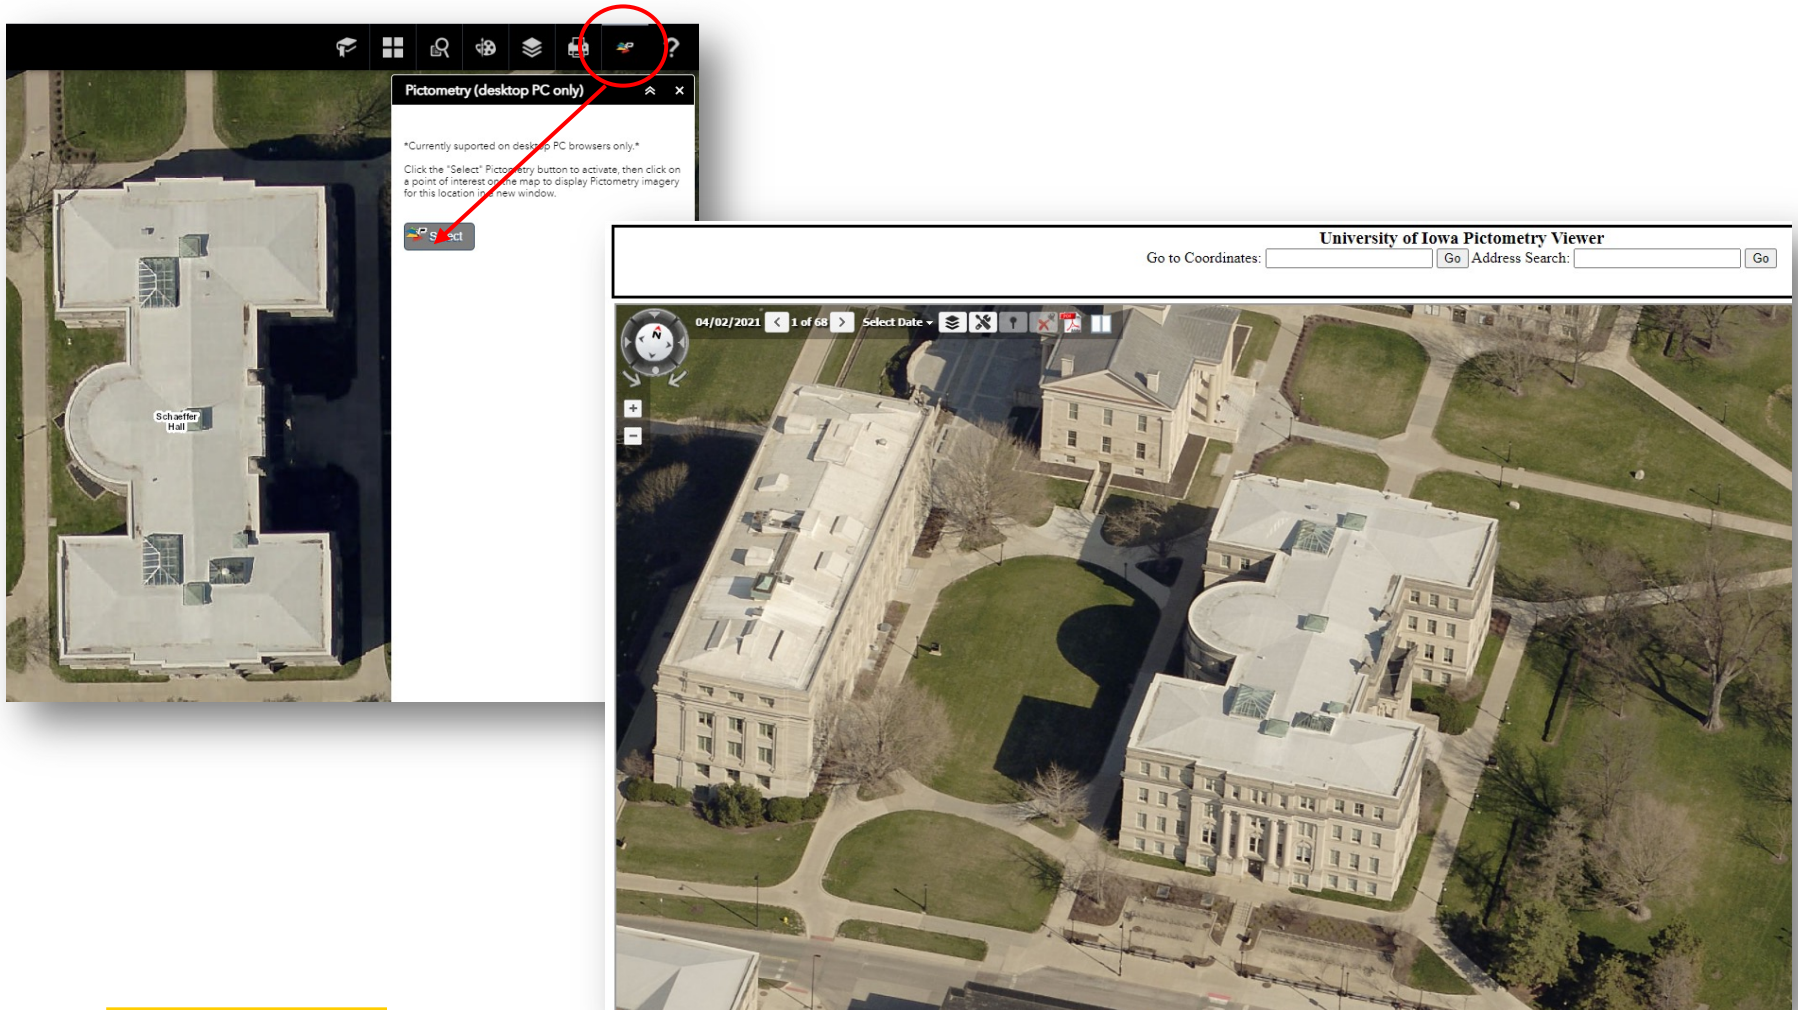 Pictometry (desktop PC only)
*Currently suported on desktop PC browsers only.*
Click the "Select" Pictometry button to activate, then click on
a point of interest on the map to display Pictometry imagery
for this location in a new window.
Select
Schaeffer
Hall
University of Iowa Pictometry Viewer
Go to Coordinates: Go Address Search: Go
04/02/2021 1 of 68 Select Date
N